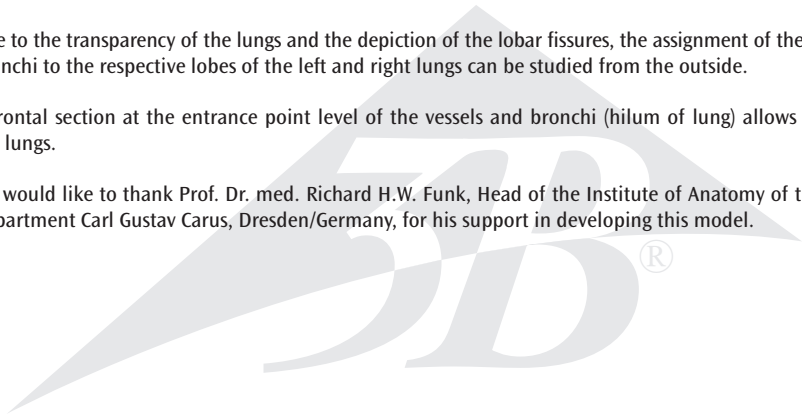 e to the transparency of the lungs and the depiction of the lobar fissures, the assignment of the
nchi to the respective lobes of the left and right lungs can be studied from the outside.
rontal section at the entrance point level of the vessels and bronchi (hilum of lung) allows
lungs.
would like to thank Prof. Dr. med. Richard H.W. Funk, Head of the Institute of Anatomy of t
partment Carl Gustav Carus, Dresden/Germany, for his support in developing this model.
3B
®